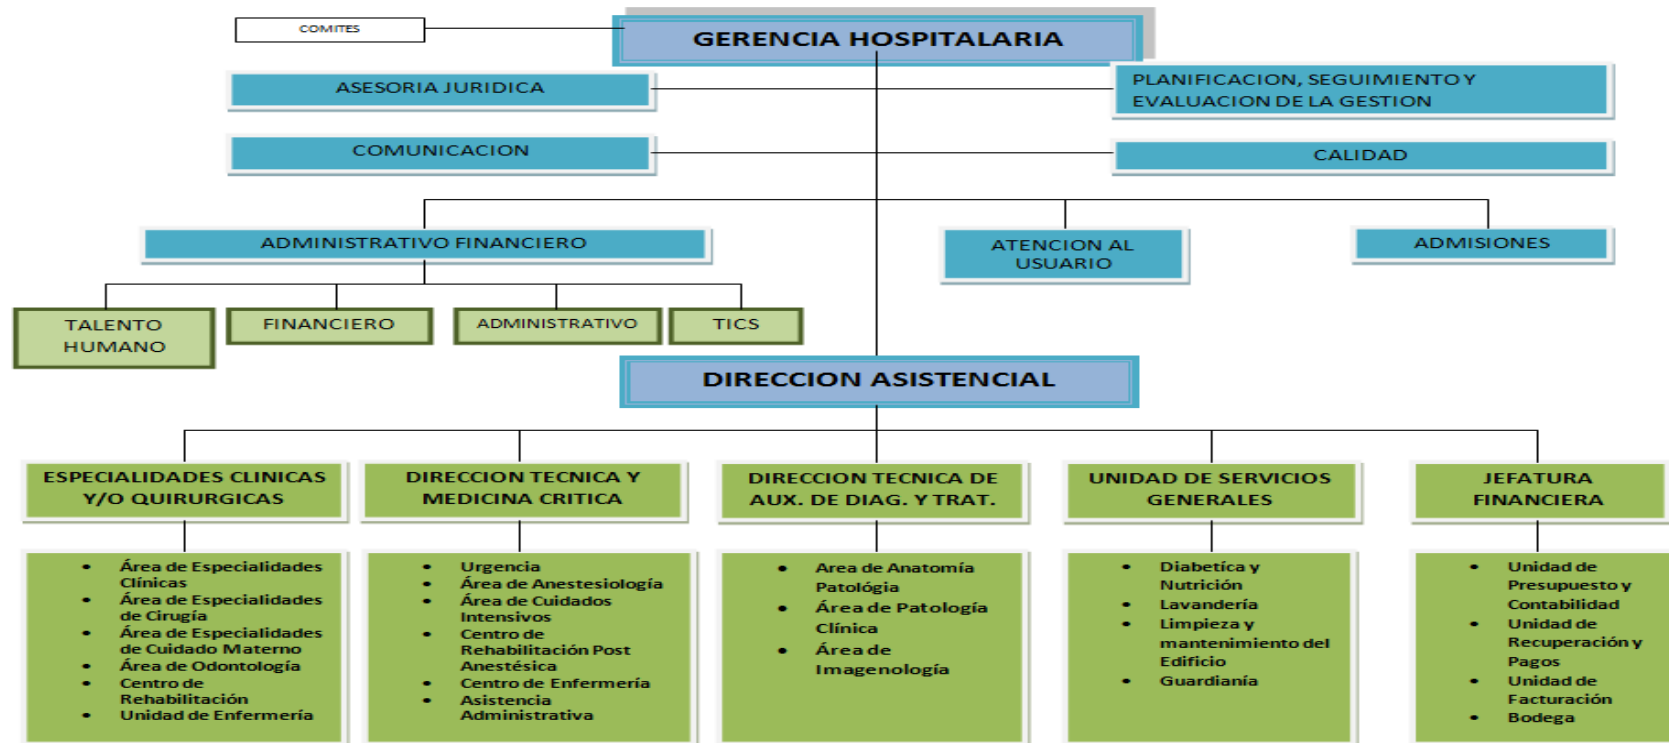 COMITES
GERENCIA HOSPITALARIA
ASESORIA JURIDICA
PLANIFICACION, SEGUIMIENTO Y
EVALUACION DE LA GESTION
COMUNICACION
CALIDAD
ADMINISTRATIVO FINANCIERO
ATENCION AL
USUARIO
ADMISIONES
TALENTO
HUMANO
FINANCIERO
ADMINISTRATIVO
TICS
DIRECCION ASISTENCIAL
ESPECIALIDADES CLINICAS
Y/O QUIRURGICAS
DIRECCION TECNICA Y
MEDICINA CRITICA
DIRECCION TECNICA DE
AUX. DE DIAG. Y TRAT.
UNIDAD DE SERVICIOS
GENERALES
JEFATURA
FINANCIERA
• Área de Especialidades
Clínicas
• Área de Especialidades
de Cirugía
• Área de Especialidades
de Cuidado Materno
• Área de Odontología
• Centro de
Rehabilitación
• Unidad de Enfermería
• Urgencia
• Área de Anestesiología
• Área de Cuidados
Intensivos
• Centro de
Rehabilitación Post
Anestésica
• Centro de Enfermería
• Asistencia
Administrativa
• Area de Anatomía
Patológia
• Área de Patología
Clínica
• Área de
Imagenología
• Diabetíca y
Nutrición
• Lavandería
• Limpieza y
mantenimiento del
Edificio
• Guardianía
• Unidad de
Presupuesto y
Contabilidad
• Unidad de
Recuperación y
Pagos
• Unidad de
Facturación
• Bodega